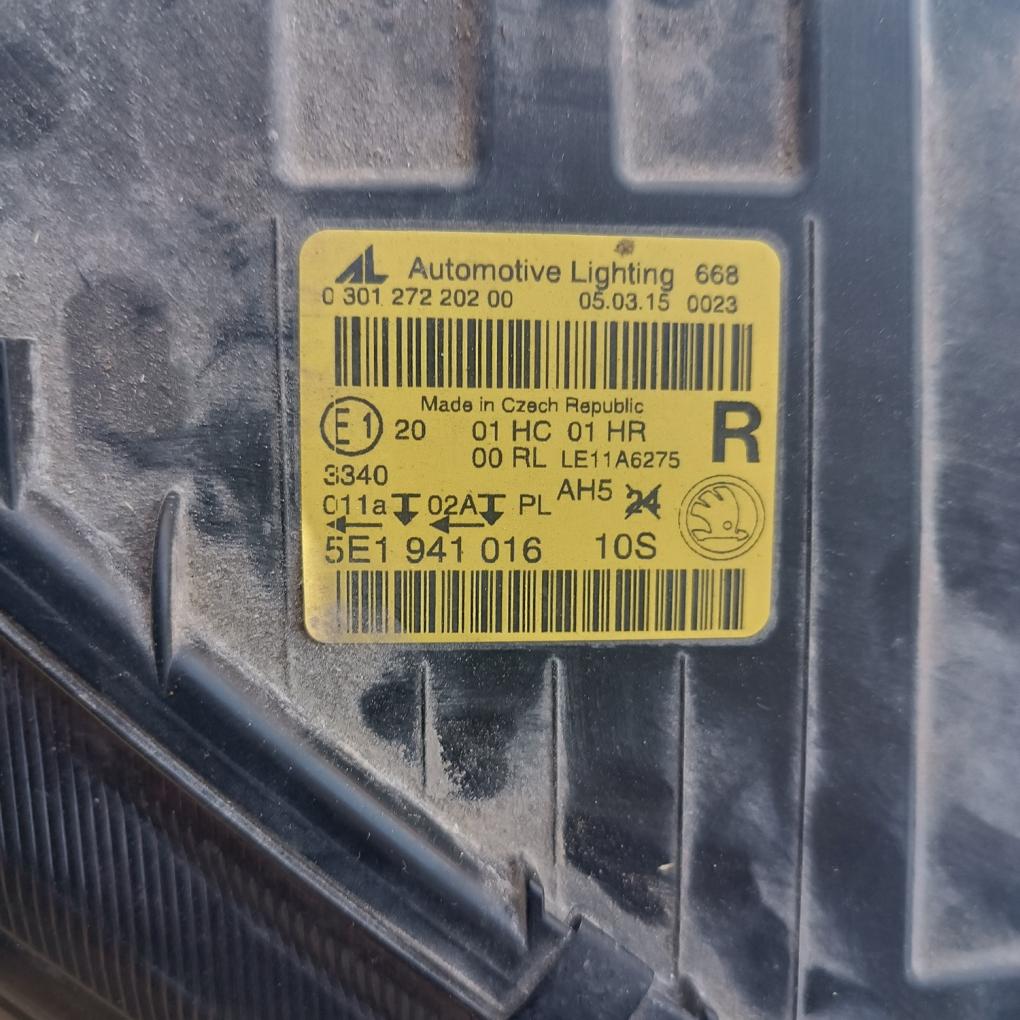 AL Automotive Lighting 668
0 301 272 202 00 05.03.15 0023
Made in Czech Republic
E1 20 01 HC 01 HR R
00 RL LE11A6275
3340
011a 02A PL AH5 24
5E1 941 016 10S